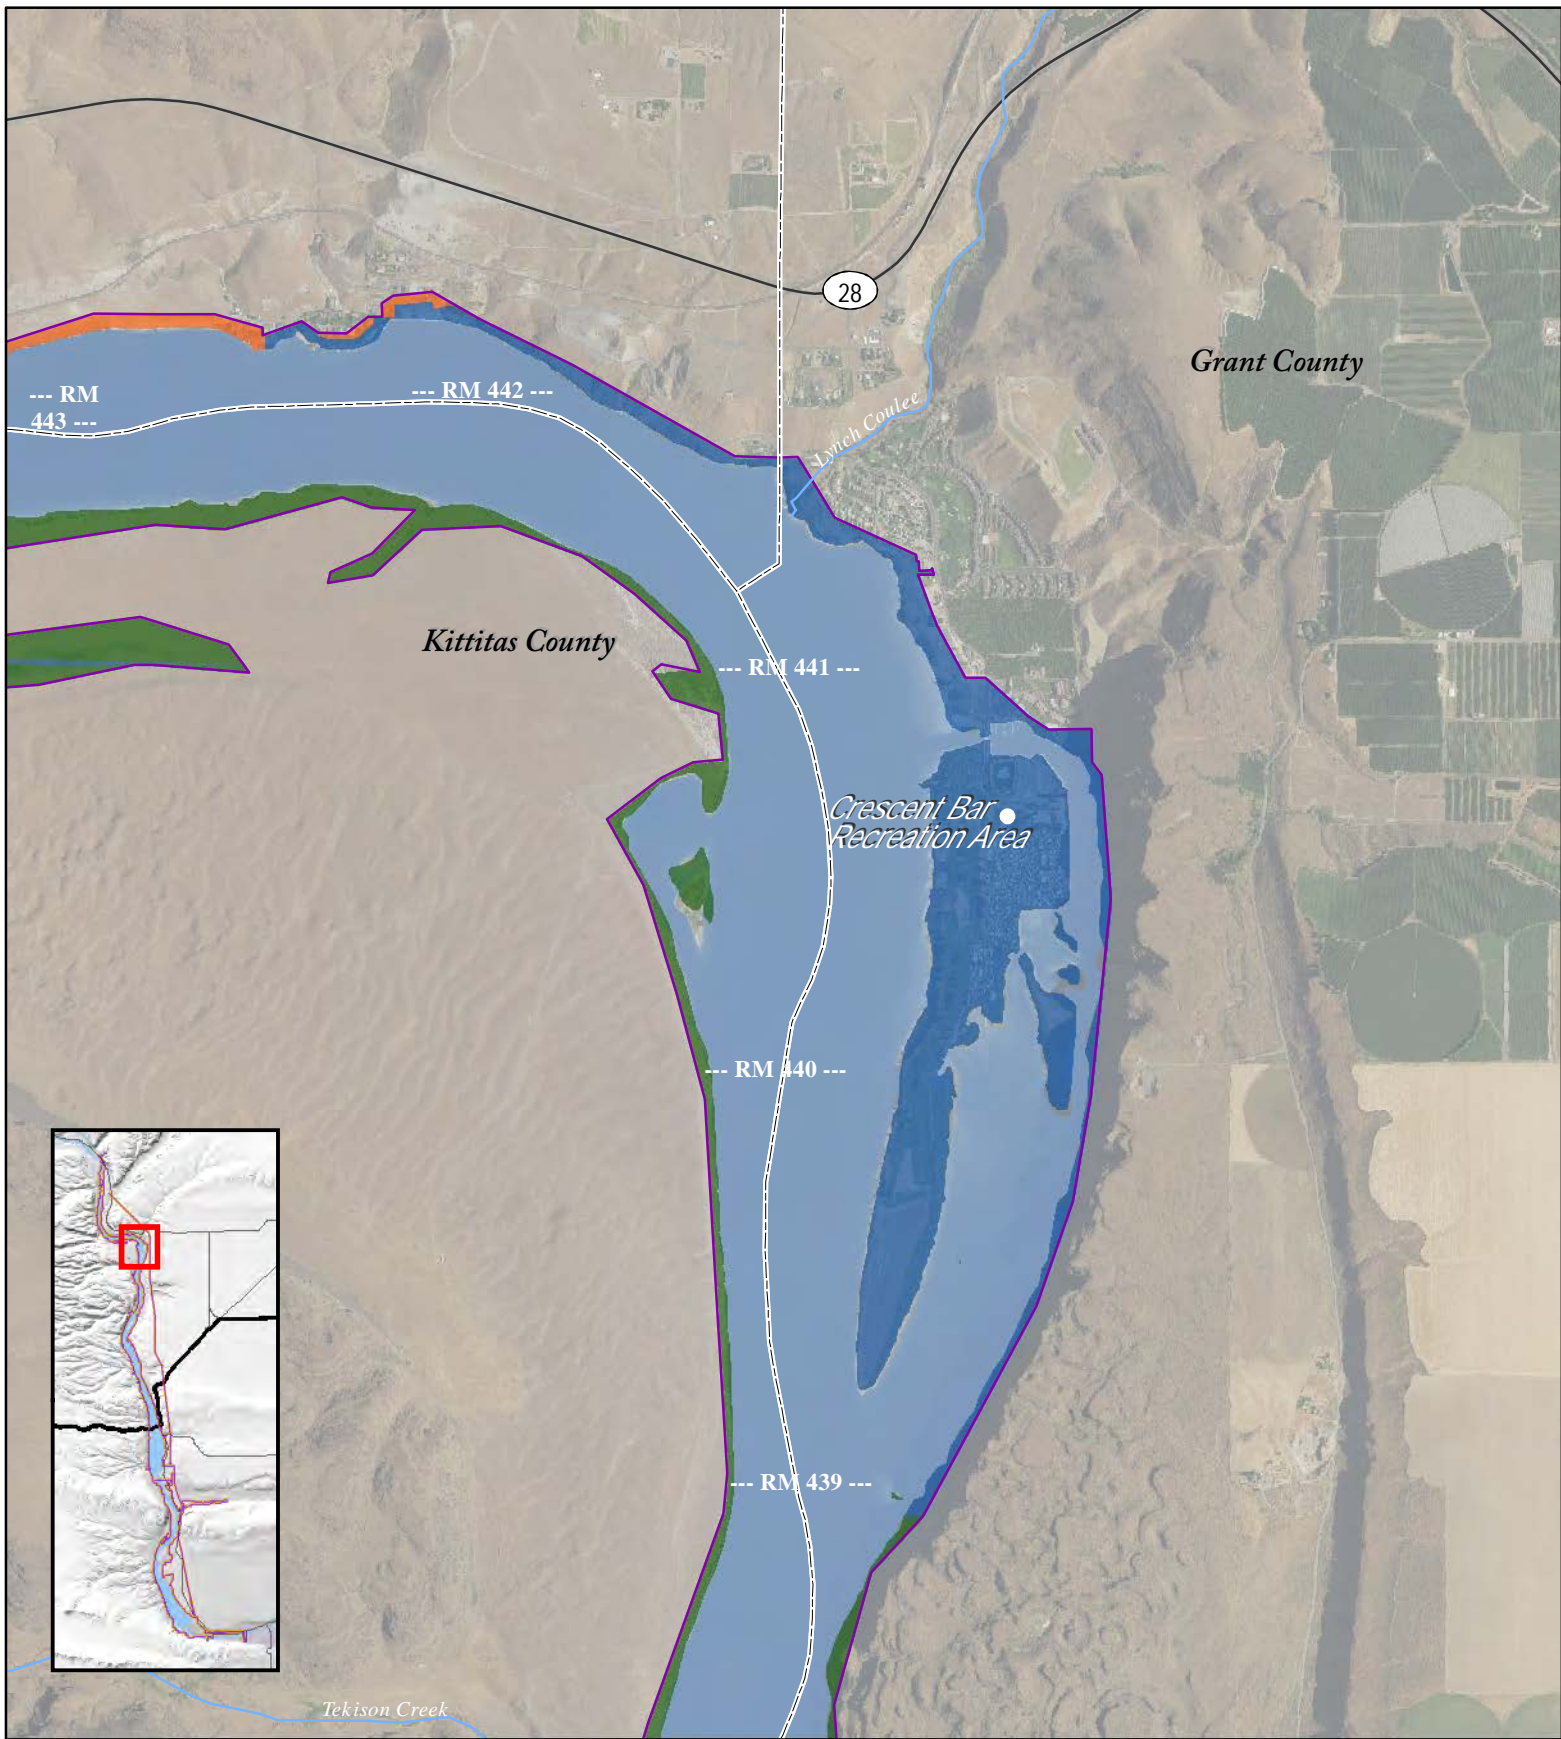 28
Grant County
--- RM
443 ---
--- RM 442 ---
Lynch Coulee
Kittitas County
--- RM 441 ---
Crescent Bar
Recreation Area
--- RM 440 ---
--- RM 439 ---
Tekison Creek